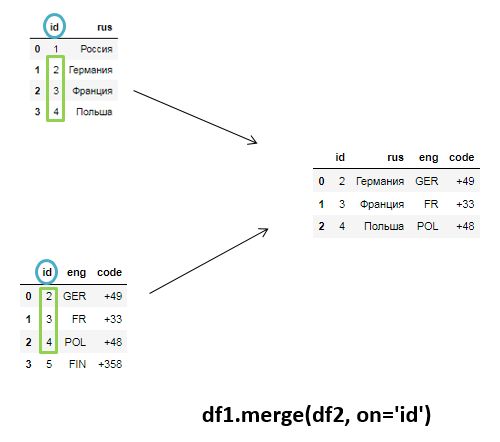 id rus
0 1 Россия
1 2 Германия
2 3 Франция
3 4 Польша
id rus eng code
0 2 Германия GER +49
1 3 Франция FR +33
2 4 Польша POL +48
id eng code
0 2 GER +49
1 3 FR +33
2 4 POL +48
3 5 FIN +358
df1.merge(df2, on='id')